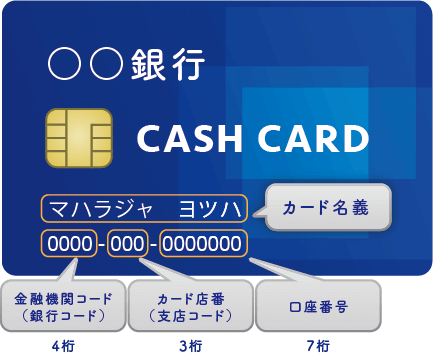 〇〇銀行
CASH CARD
マハラジャ ヨツハ
カード名義
0000-000-0000000
金融機関コード
（銀行コード）
4桁
カード店番
（支店コード）
3桁
口座番号
7桁